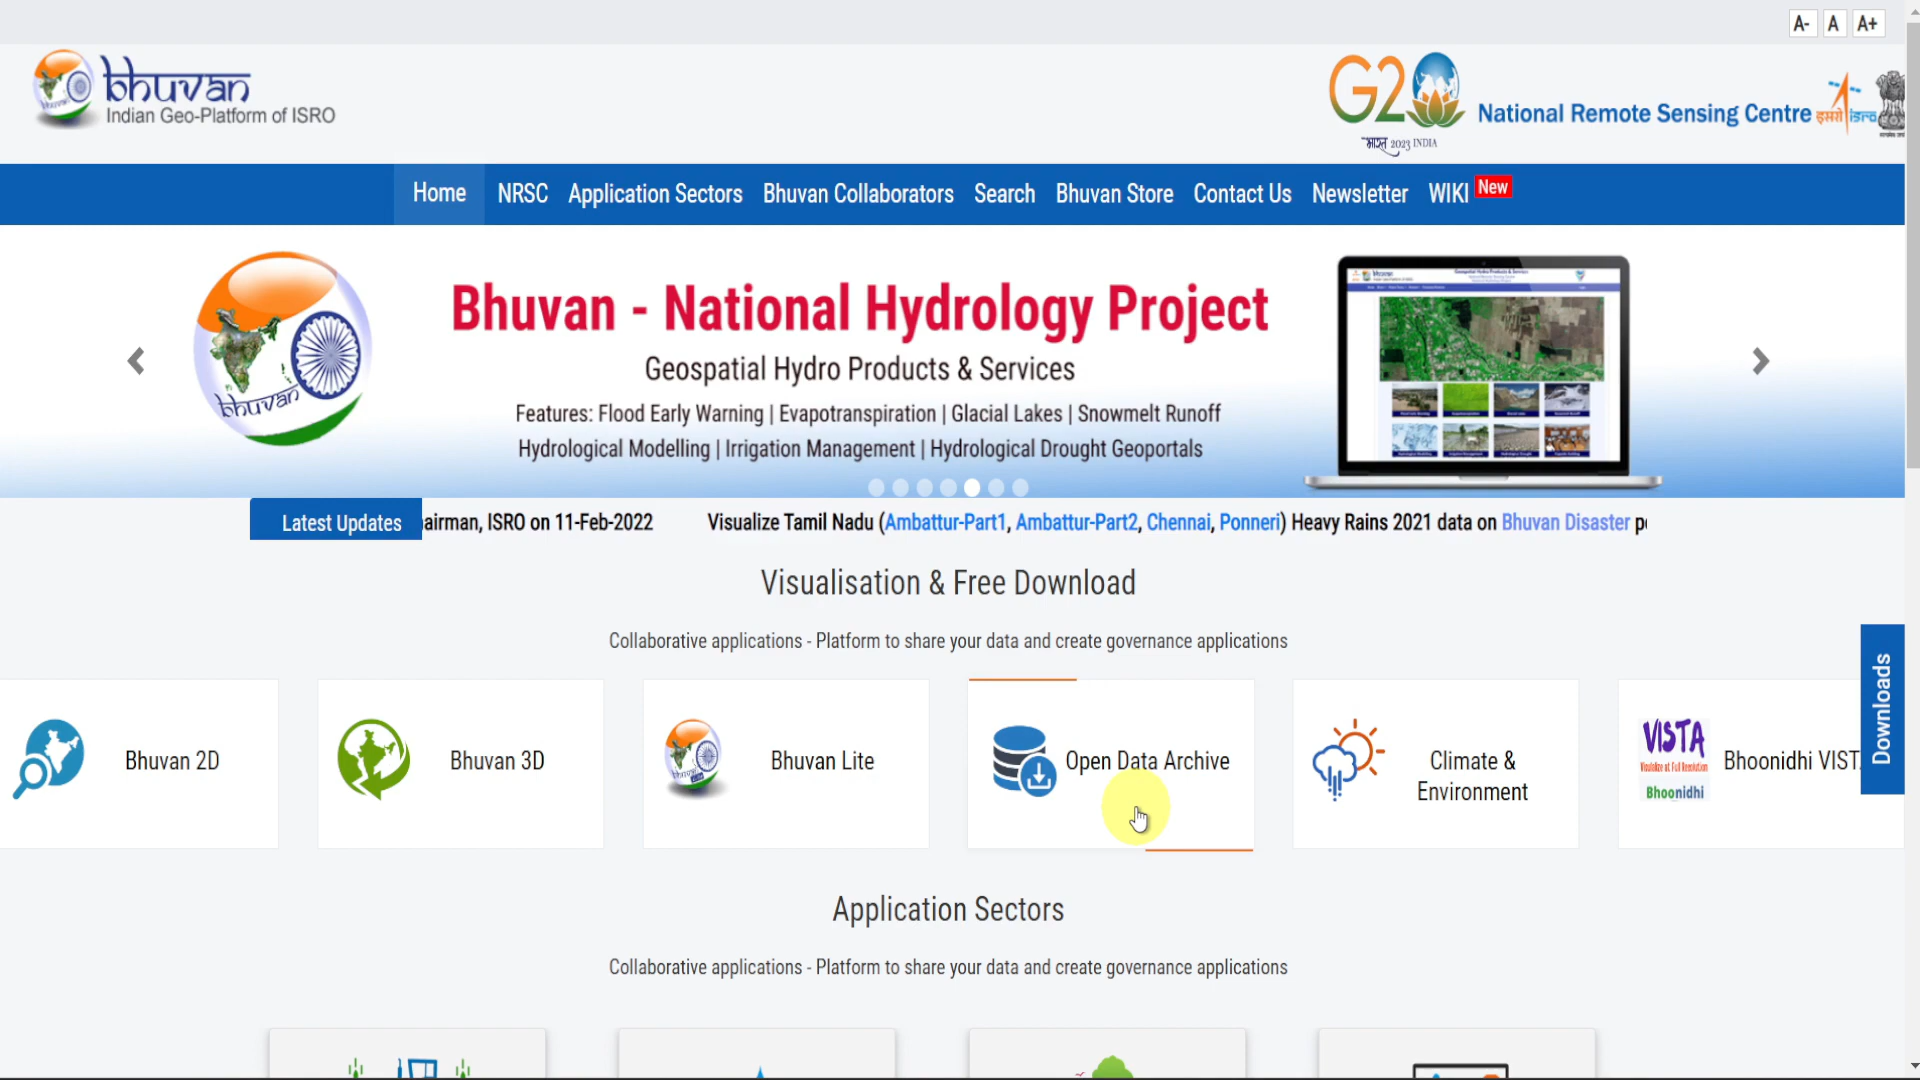 A- A A+
bhuvan
Indian Geo-Platform of ISRO
G20
भारत 2023 INDIA
National Remote Sensing Centre
इसरो isro
Home NRSC Application Sectors Bhuvan Collaborators Search Bhuvan Store Contact Us Newsletter WIKI New
bhuvan
Bhuvan - National Hydrology Project
Geospatial Hydro Products & Services
Features: Flood Early Warning | Evapotranspiration | Glacial Lakes | Snowmelt Runoff
Hydrological Modelling | Irrigation Management | Hydrological Drought Geoportals
Latest Updates airman, ISRO on 11-Feb-2022 Visualize Tamil Nadu (Ambattur-Part1, Ambattur-Part2, Chennai, Ponneri) Heavy Rains 2021 data on Bhuvan Disaster
Visualisation & Free Download
Collaborative applications - Platform to share your data and create governance applications
Downloads
Bhuvan 2D
Bhuvan 3D
Bhuvan Lite
Open Data Archive
Climate &
Environment
VISTA
Visualize at Full Resolution
Bhoonidhi
Bhoonidhi VIST
Application Sectors
Collaborative applications - Platform to share your data and create governance applications